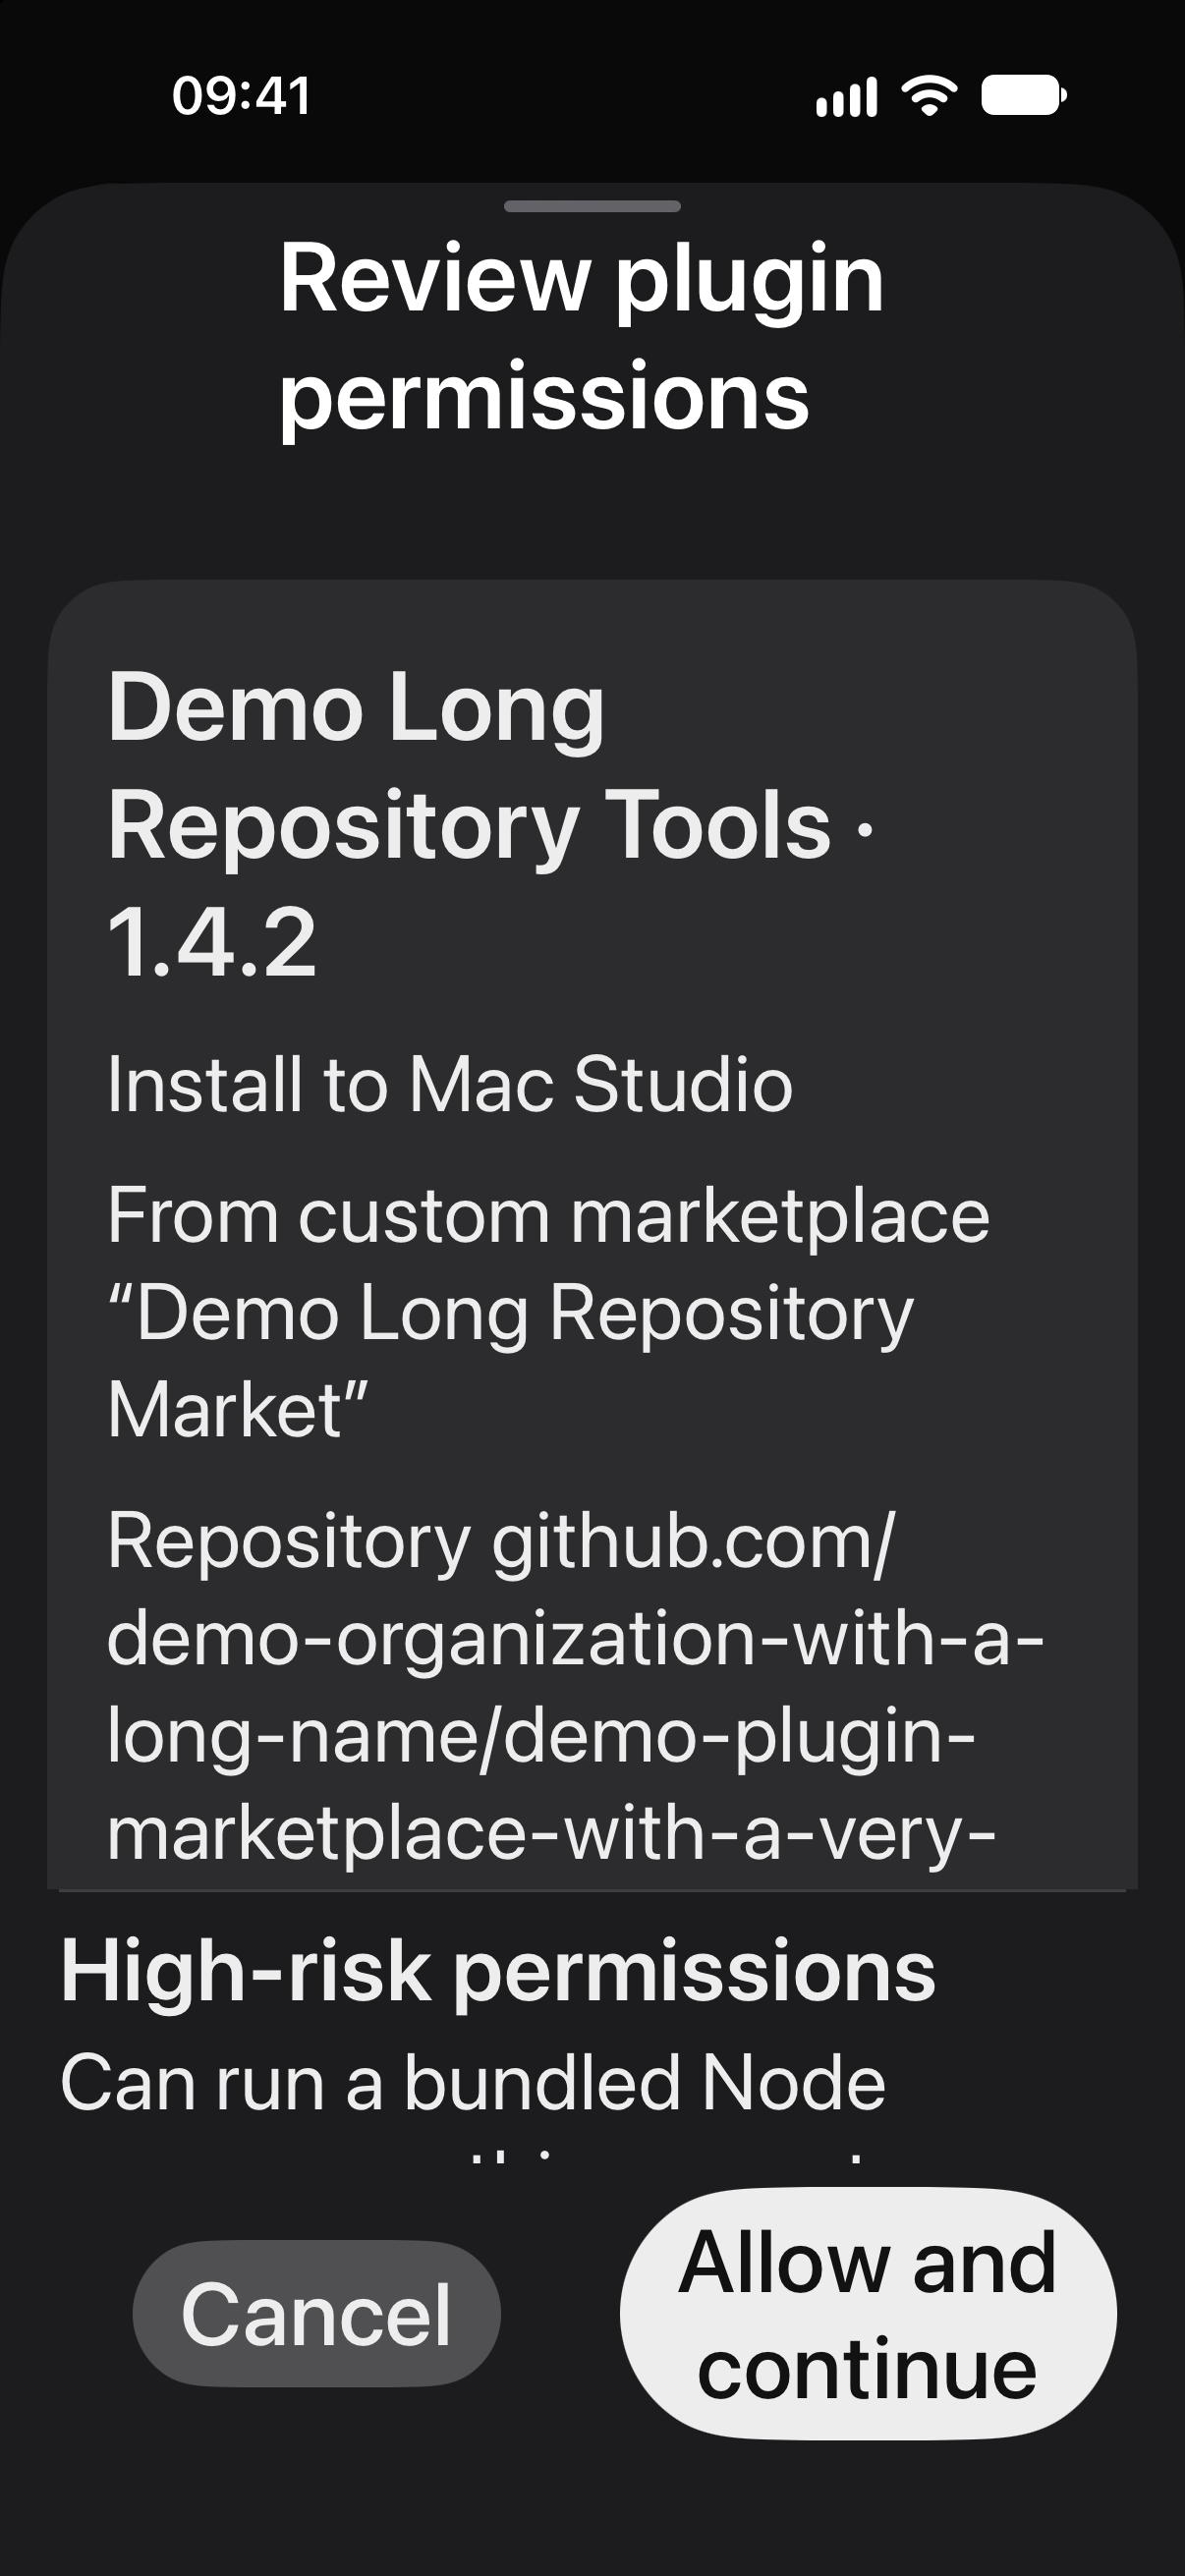 09:41
Review plugin
permissions
Demo Long
Repository Tools ·
1.4.2
Install to Mac Studio
From custom marketplace
“Demo Long Repository
Market”
Repository github.com/
demo-organization-with-a-
long-name/demo-plugin-
marketplace-with-a-very-
High-risk permissions
Can run a bundled Node
Cancel
Allow and
continue